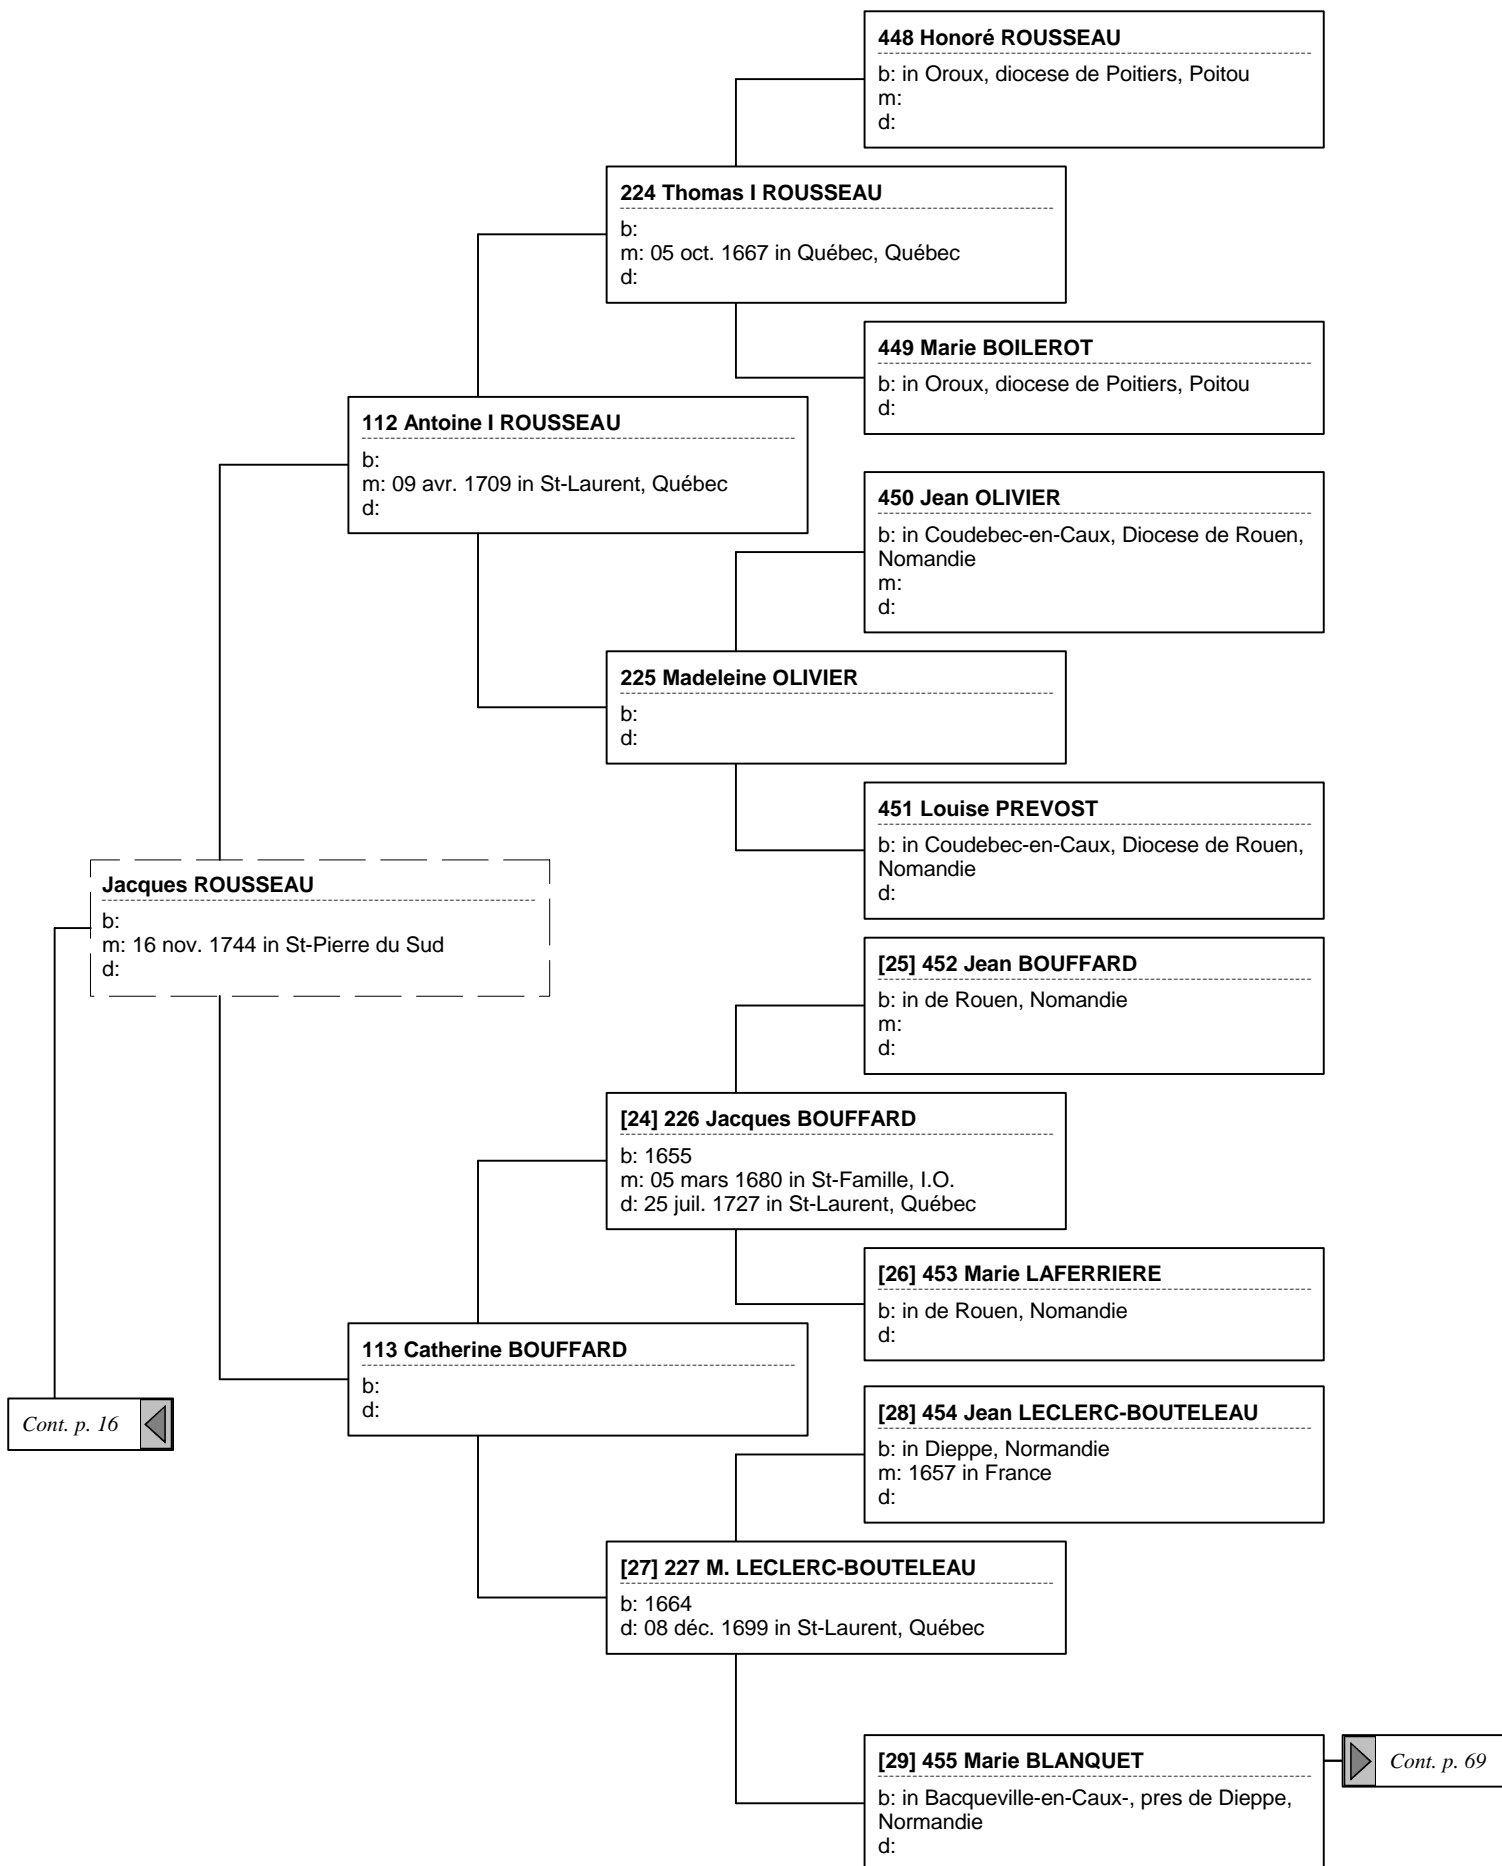 448 Honoré ROUSSEAU
b: in Oroux, diocese de Poitiers, Poitou
m:
d:
224 Thomas I ROUSSEAU
b:
m: 05 oct. 1667 in Québec, Québec
d:
449 Marie BOILEROT
b: in Oroux, diocese de Poitiers, Poitou
d:
112 Antoine I ROUSSEAU
b:
m: 09 avr. 1709 in St-Laurent, Québec
d:
450 Jean OLIVIER
b: in Coudebec-en-Caux, Diocese de Rouen,
Nomandie
m:
d:
225 Madeleine OLIVIER
b:
d:
451 Louise PREVOST
b: in Coudebec-en-Caux, Diocese de Rouen,
Nomandie
d:
Jacques ROUSSEAU
b:
m: 16 nov. 1744 in St-Pierre du Sud
d:
[25] 452 Jean BOUFFARD
b: in de Rouen, Nomandie
m:
d:
[24] 226 Jacques BOUFFARD
b: 1655
m: 05 mars 1680 in St-Famille, I.O.
d: 25 juil. 1727 in St-Laurent, Québec
[26] 453 Marie LAFERRIERE
b: in de Rouen, Nomandie
d:
113 Catherine BOUFFARD
b:
d:
Cont. p. 16
[28] 454 Jean LECLERC-BOUTELEAU
b: in Dieppe, Normandie
m: 1657 in France
d:
[27] 227 M. LECLERC-BOUTELEAU
b: 1664
d: 08 déc. 1699 in St-Laurent, Québec
[29] 455 Marie BLANQUET
b: in Bacqueville-en-Caux-, pres de Dieppe,
Normandie
d:
Cont. p. 69